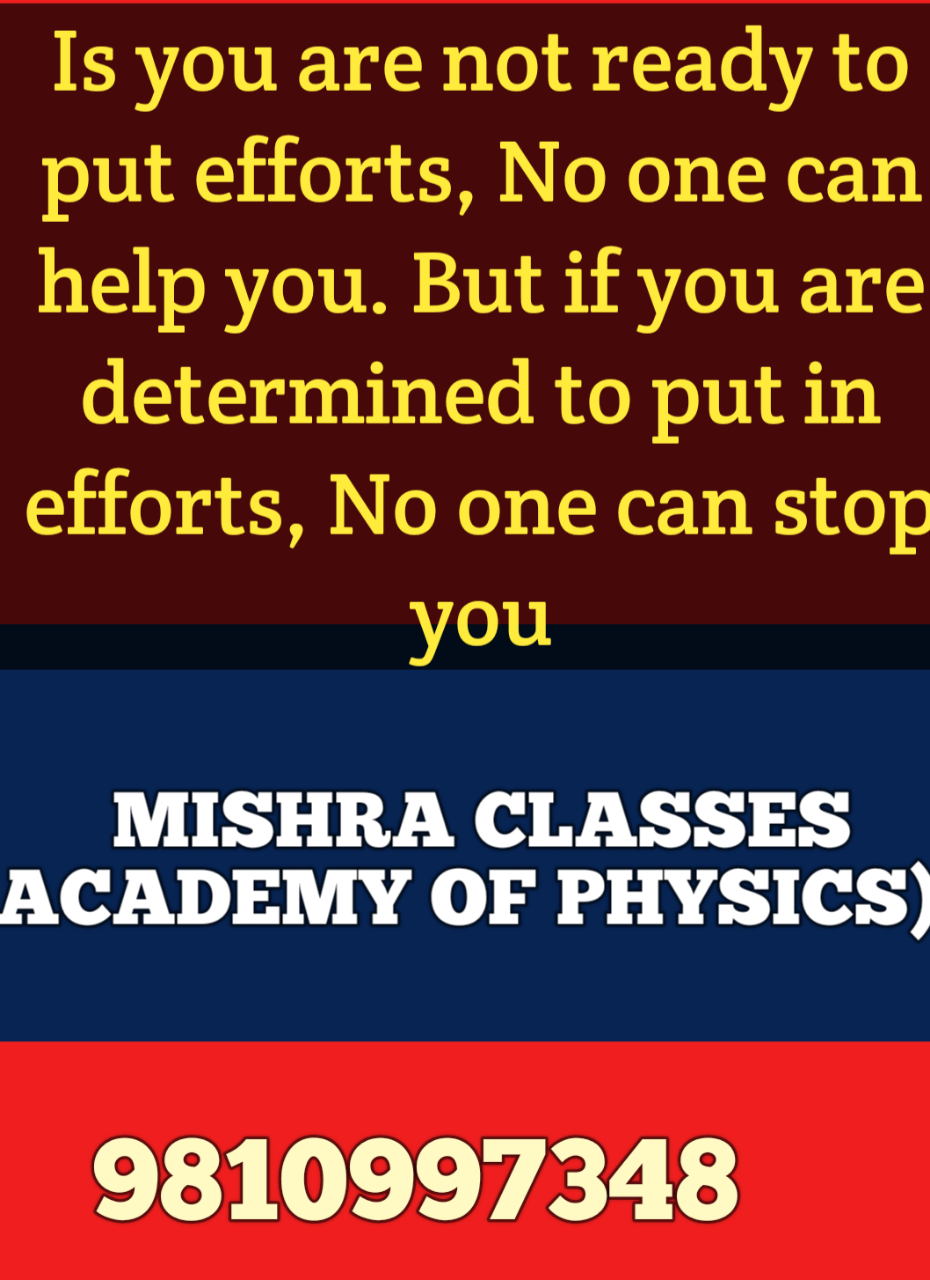 Is you are not ready to
put efforts, No one can
help you. But if you are
determined to put in
efforts, No one can stop
you
MISHRA CLASSES
ACADEMY OF PHYSICS)
9810997348